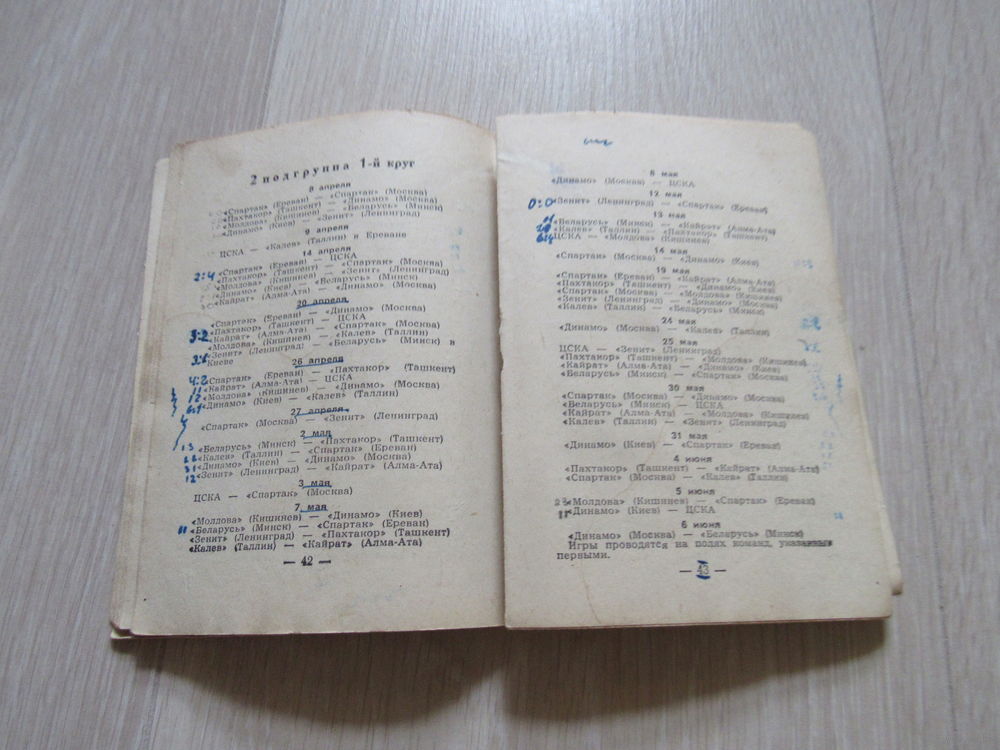 2 подгруппа 1-й круг
8 апреля
«Спартак» (Ереван) — «Спартак» (Москва)
«Пахтакор» (Ташкент) — «Динамо» (Москва)
«Молдова» (Кишинев) — «Беларусь» (Минск)
«Динамо» (Киев) — «Зенит» (Ленинград)
9 апреля
ЦСКА — «Калев» (Таллин) в Ереване
14 апреля
«Спартак» (Ереван) — ЦСКА
2:4 «Пахтакор» (Ташкент) — «Спартак» (Москва)
«Молдова» (Кишинев) — «Зенит» (Ленинград)
«Динамо» (Киев) — «Беларусь» (Минск)
«Кайрат» (Алма-Ата) — «Динамо» (Москва)
20 апреля
«Спартак» (Ереван) — «Динамо» (Москва)
«Пахтакор» (Ташкент) — ЦСКА
3:2 «Кайрат» (Алма-Ата) — «Спартак» (Москва)
«Молдова» (Кишинев) — «Калев» (Таллин)
«Зенит» (Ленинград) — «Беларусь» (Минск) в
Киеве
26 апреля
4:2 «Спартак» (Ереван) — «Пахтакор» (Ташкент)
«Кайрат» (Алма-Ата) — ЦСКА
«Молдова» (Кишинев) — «Динамо» (Москва)
«Динамо» (Киев) — «Калев» (Таллин)
27 апреля
«Спартак» (Москва) — «Зенит» (Ленинград)
2 мая
«Беларусь» (Минск) — «Пахтакор» (Ташкент)
«Калев» (Таллин) — «Спартак» (Ереван)
«Динамо» (Киев) — «Динамо» (Москва)
12 «Зенит» (Ленинград) — «Кайрат» (Алма-Ата)
3 мая
ЦСКА — «Спартак» (Москва)
7 мая
«Молдова» (Кишинев) — «Динамо» (Киев)
11 «Беларусь» (Минск) — «Спартак» (Ереван)
«Зенит» (Ленинград) — «Пахтакор» (Ташкент)
«Калев» (Таллин) — «Кайрат» (Алма-Ата)
— 42 —
8 мая
«Динамо» (Москва) — ЦСКА
12 мая
0:0 «Зенит» (Ленинград) — «Спартак» (Ереван)
13 мая
«Беларусь» (Минск) — «Кайрат» (Алма-Ата)
«Калев» (Таллин) — «Пахтакор» (Ташкент)
ЦСКА — «Молдова» (Кишинев)
14 мая
«Спартак» (Москва) — «Динамо» (Киев)
19 мая
«Спартак» (Ереван) — «Кайрат» (Алма-Ата)
«Пахтакор» (Ташкент) — «Динамо» (Киев)
«Спартак» (Москва) — «Молдова» (Кишинев)
«Зенит» (Ленинград) — «Динамо» (Москва)
«Калев» (Таллин) — «Беларусь» (Минск)
24 мая
«Динамо» (Москва) — «Калев» (Таллин)
25 мая
ЦСКА — «Зенит» (Ленинград)
«Пахтакор» (Ташкент) — «Молдова» (Кишинев)
«Кайрат» (Алма-Ата) — «Динамо» (Киев)
«Беларусь» (Минск) — «Спартак» (Москва)
30 мая
«Спартак» (Москва) — «Динамо» (Москва)
«Беларусь» (Минск) — ЦСКА
«Кайрат» (Алма-Ата) — «Молдова» (Кишинев)
«Калев» (Таллин) — «Зенит» (Ленинград)
31 мая
«Динамо» (Киев) — «Спартак» (Ереван)
4 июня
«Пахтакор» (Ташкент) — «Кайрат» (Алма-Ата)
«Спартак» (Москва) — «Калев» (Таллин)
5 июня
«Молдова» (Кишинев) — «Спартак» (Ереван)
«Динамо» (Киев) — ЦСКА
6 июня
«Динамо» (Москва) — «Беларусь» (Минск)
Игры проводятся на полях команд, указанных
первыми.
— 43 —